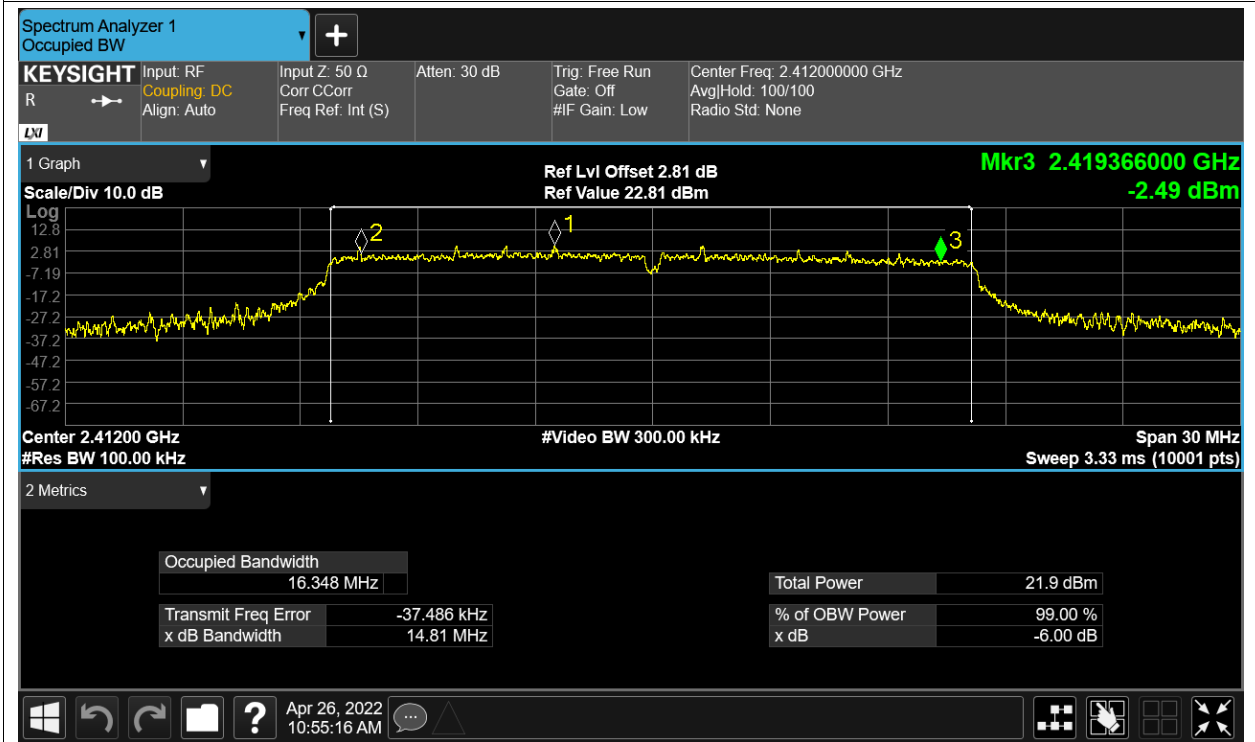 Spectrum Analyzer 1
Occupied BW
+
KEYSIGHT
R
LXI
Input: RF
Coupling: DC
Align: Auto
Input Z: 50 Ω
Corr CCorr
Freq Ref: Int (S)
Atten: 30 dB
Trig: Free Run
Gate: Off
#IF Gain: Low
Center Freq: 2.412000000 GHz
Avg|Hold: 100/100
Radio Std: None
1 Graph
Scale/Div 10.0 dB
Ref Lvl Offset 2.81 dB
Ref Value 22.81 dBm
Mkr3 2.419366000 GHz
-2.49 dBm
Log
12.8
2.81
-7.19
-17.2
-27.2
-37.2
-47.2
-57.2
-67.2
2
1
3
Center 2.41200 GHz
#Res BW 100.00 kHz
#Video BW 300.00 kHz
Span 30 MHz
Sweep 3.33 ms (10001 pts)
2 Metrics
Occupied Bandwidth
16.348 MHz
Transmit Freq Error -37.486 kHz
x dB Bandwidth 14.81 MHz
Total Power 21.9 dBm
% of OBW Power 99.00 %
x dB -6.00 dB
?
Apr 26, 2022
10:55:16 AM